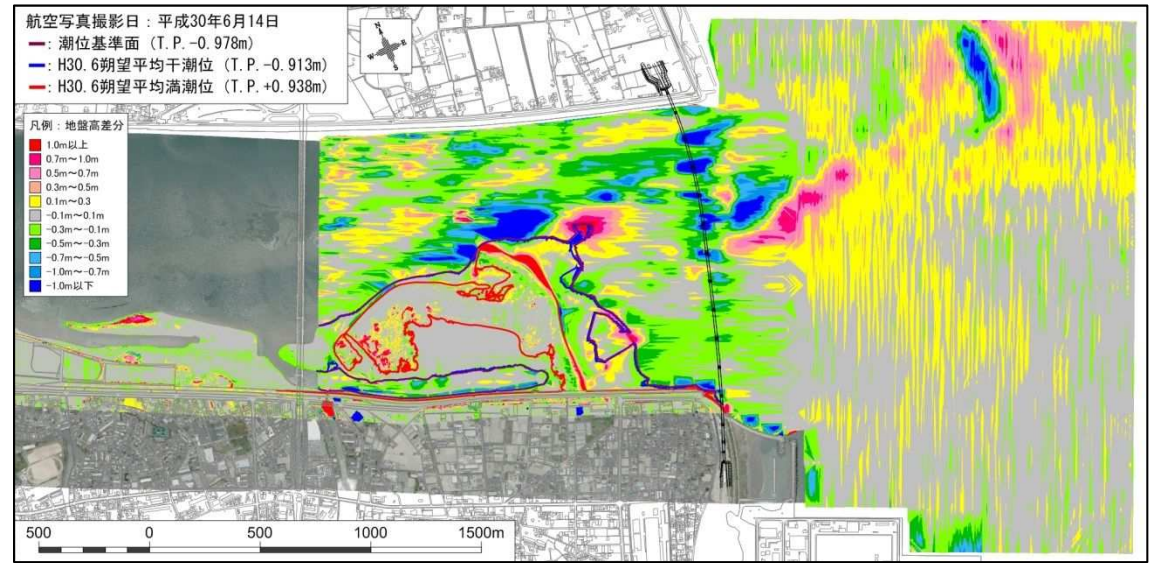 航空写真撮影日：平成30年6月14日
━：潮位基準面 (T.P.-0.978m)
━：H30.6朔望平均干潮位 (T.P.-0.913m)
━：H30.6朔望平均満潮位 (T.P.+0.938m)
N
W
E
S
凡例：地盤高差分
1.0m以上
0.7m～1.0m
0.5m～0.7m
0.3m～0.5m
0.1m～0.3
-0.1m～0.1m
-0.3m～-0.1m
-0.5m～-0.3m
-0.7m～-0.5m
-1.0m～-0.7m
-1.0m以下
500 0 500 1000 1500m